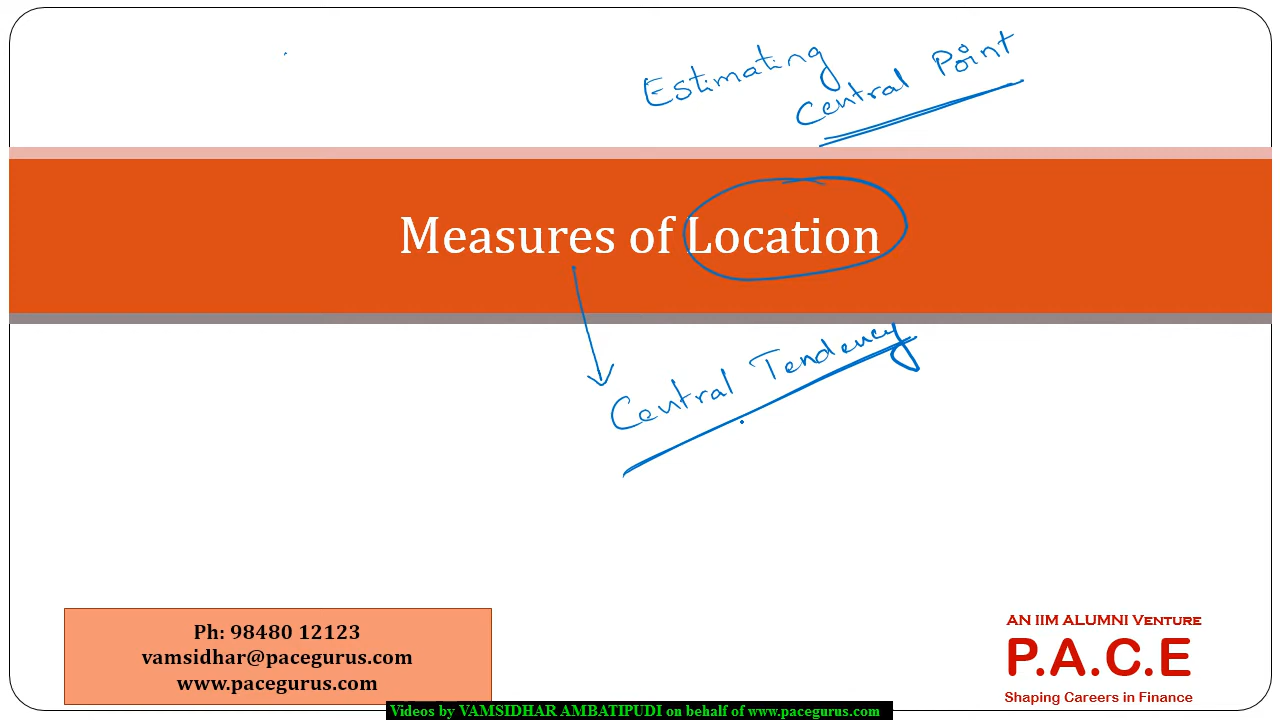 Estimating
Central Point
Measures of Location
Central Tendency
Ph: 98480 12123
vamsidhar@pacegurus.com
www.pacegurus.com
AN IIM ALUMNI VENTURE
P.A.C.E
Shaping Careers in Finance
Videos by VAMSIDHAR AMBATIPUDI on behalf of www.pacegurus.com